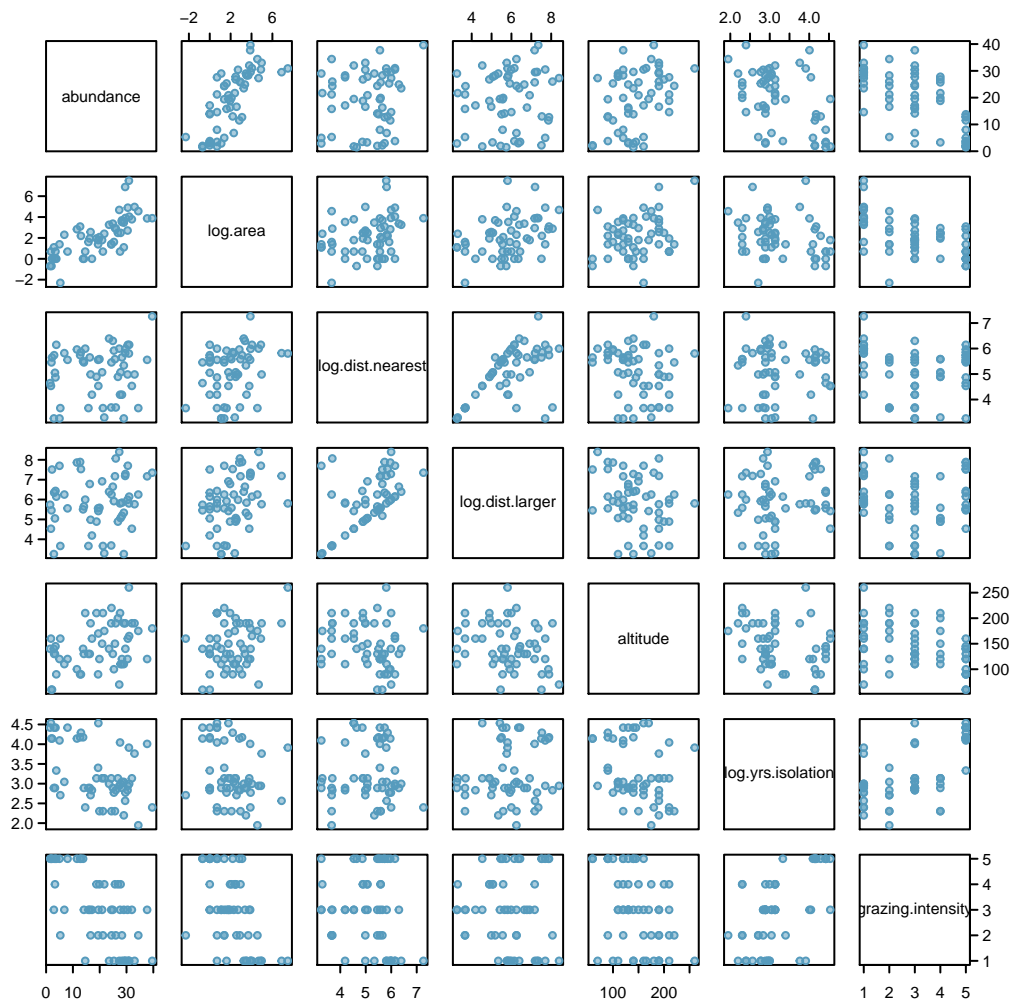 −2 2 6 4 6 8 2.0 3.0 4.0
abundance
0 10 20 30 40
log.area
−2 0 2 4 6
log.dist.nearest
4 5 6 7
log.dist.larger
4 5 6 7 8
altitude
100 150 200 250
log.yrs.isolation
2.0 2.5 3.0 3.5 4.0 4.5
grazing.intensity
1 2 3 4 5
0 10 30 4 5 6 7 100 200 1 2 3 4 5